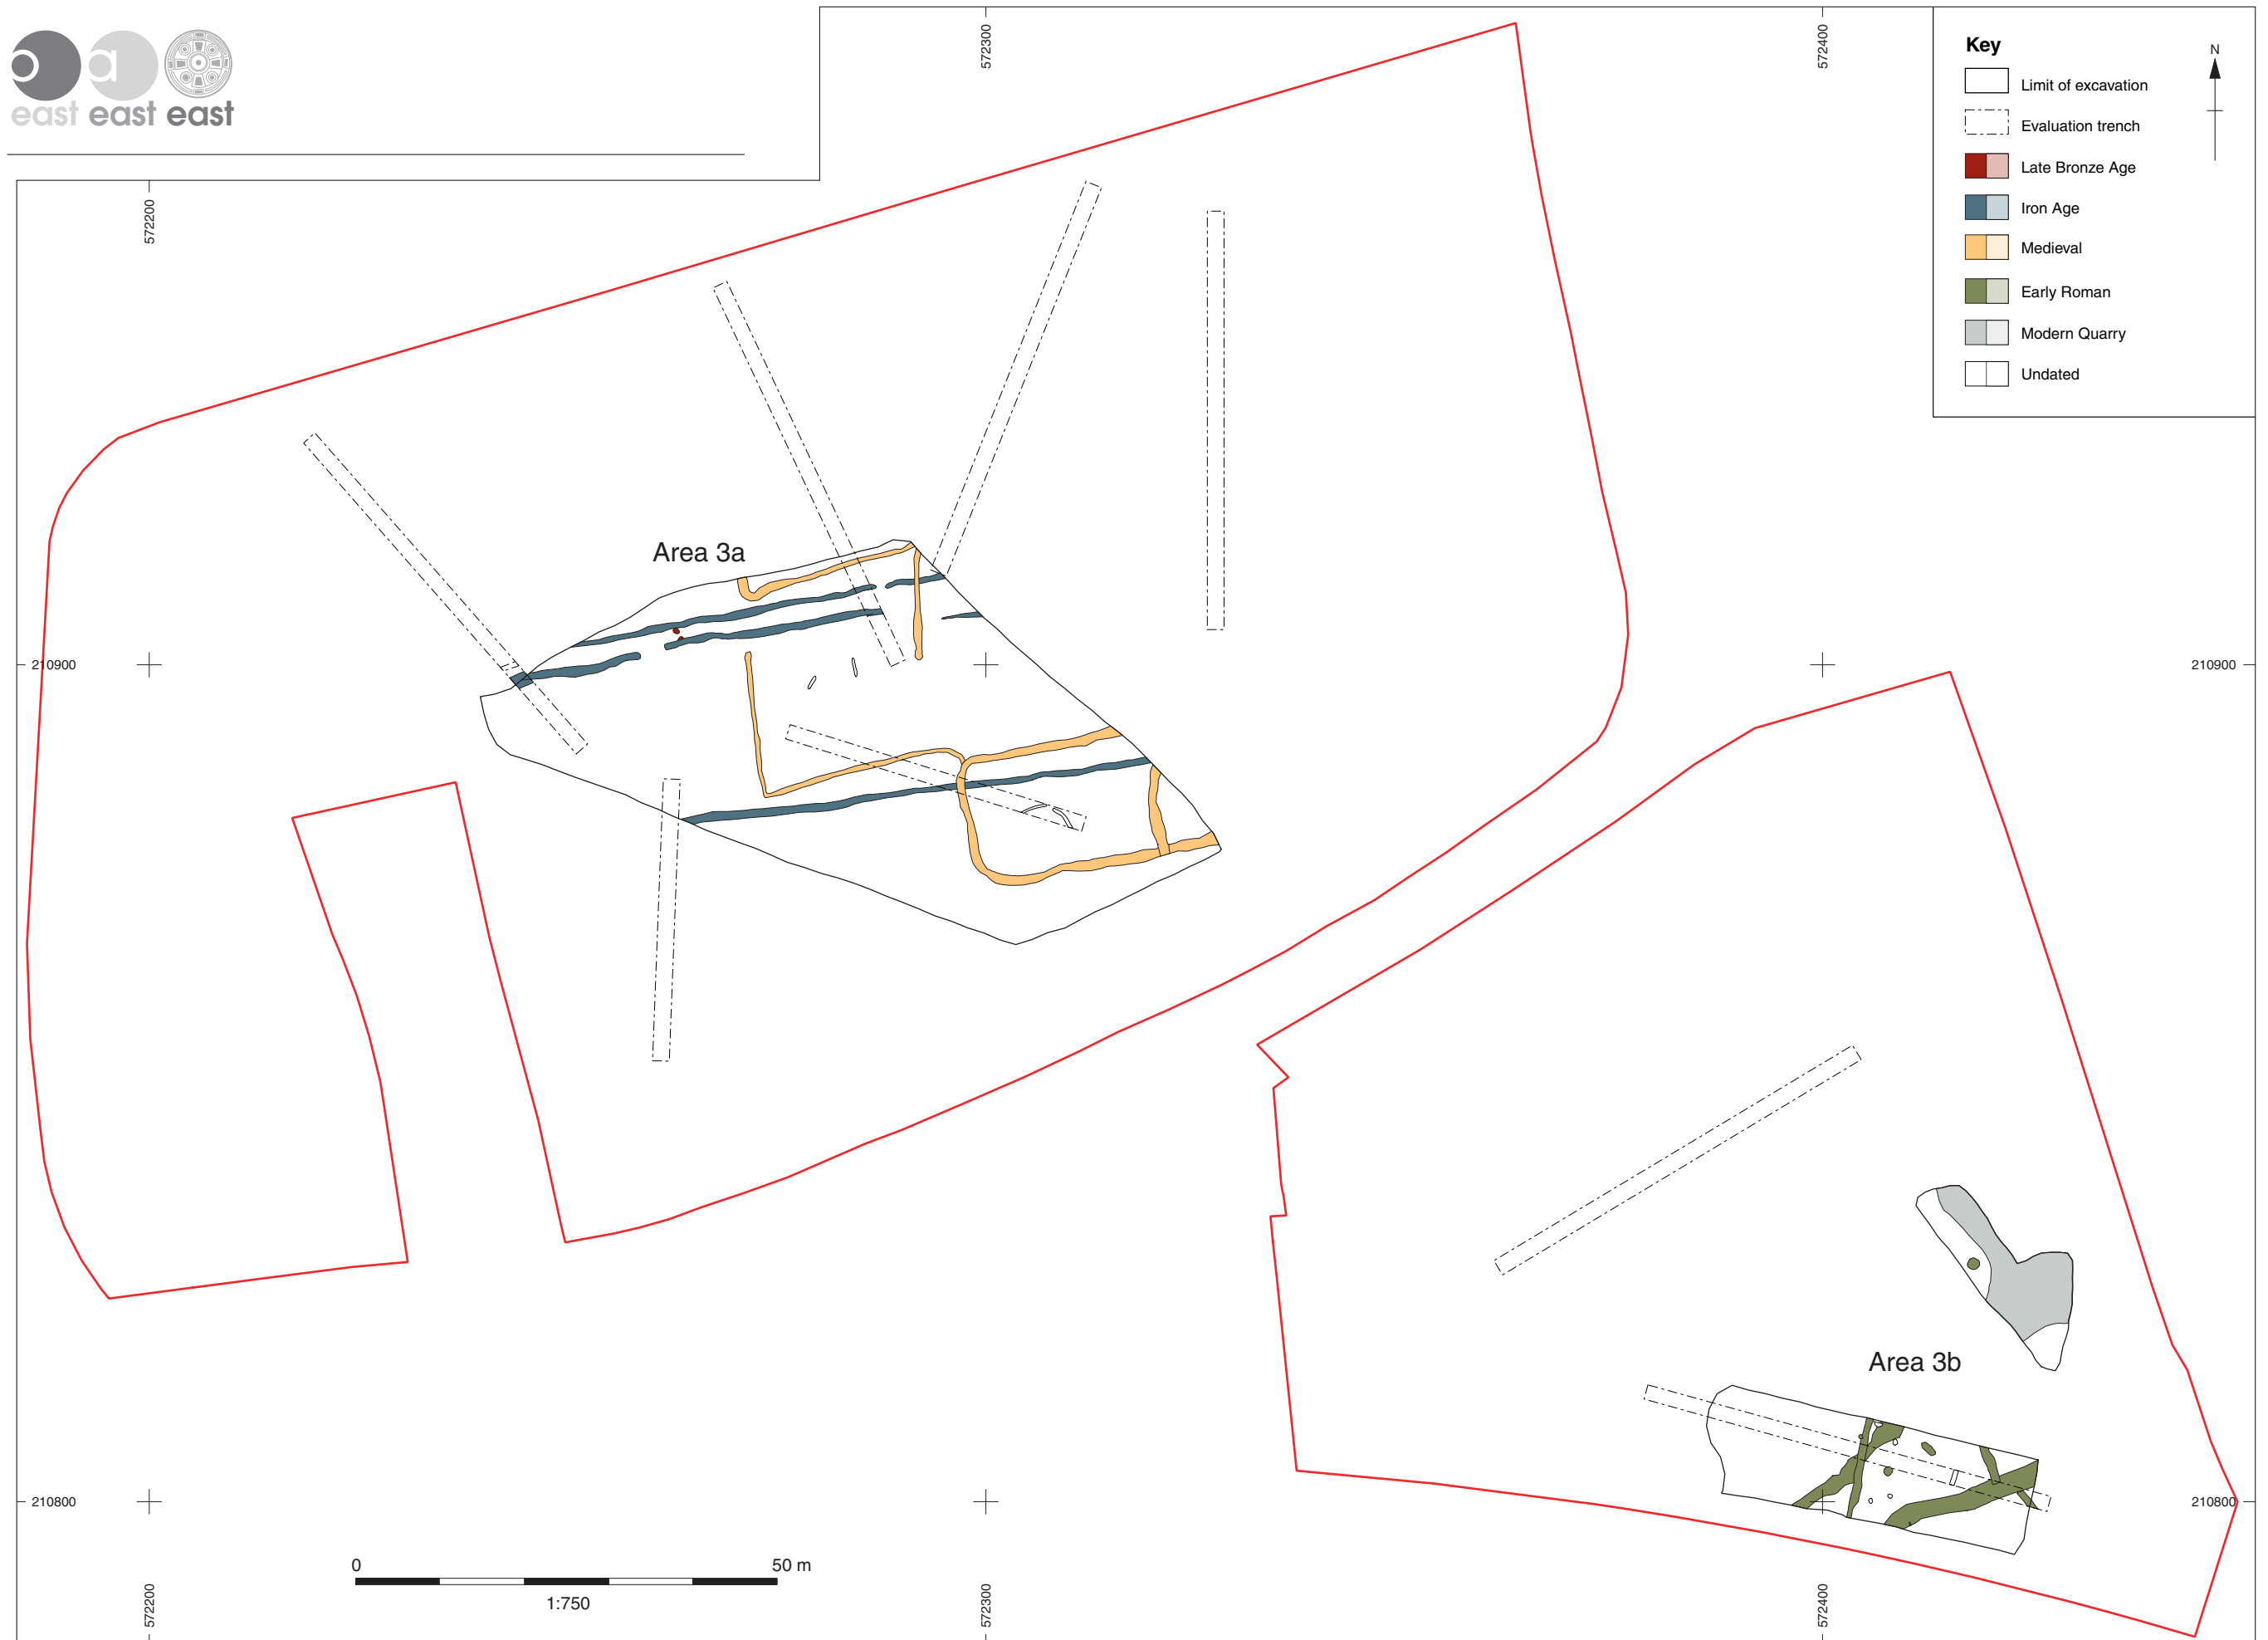 east east east
572300
572400
Key
N
Limit of excavation
Evaluation trench
Late Bronze Age
Iron Age
Medieval
Early Roman
Modern Quarry
Undated
572200
Area 3a
210900
210900
Area 3b
210800
210800
0
50 m
1:750
572200
572300
572400